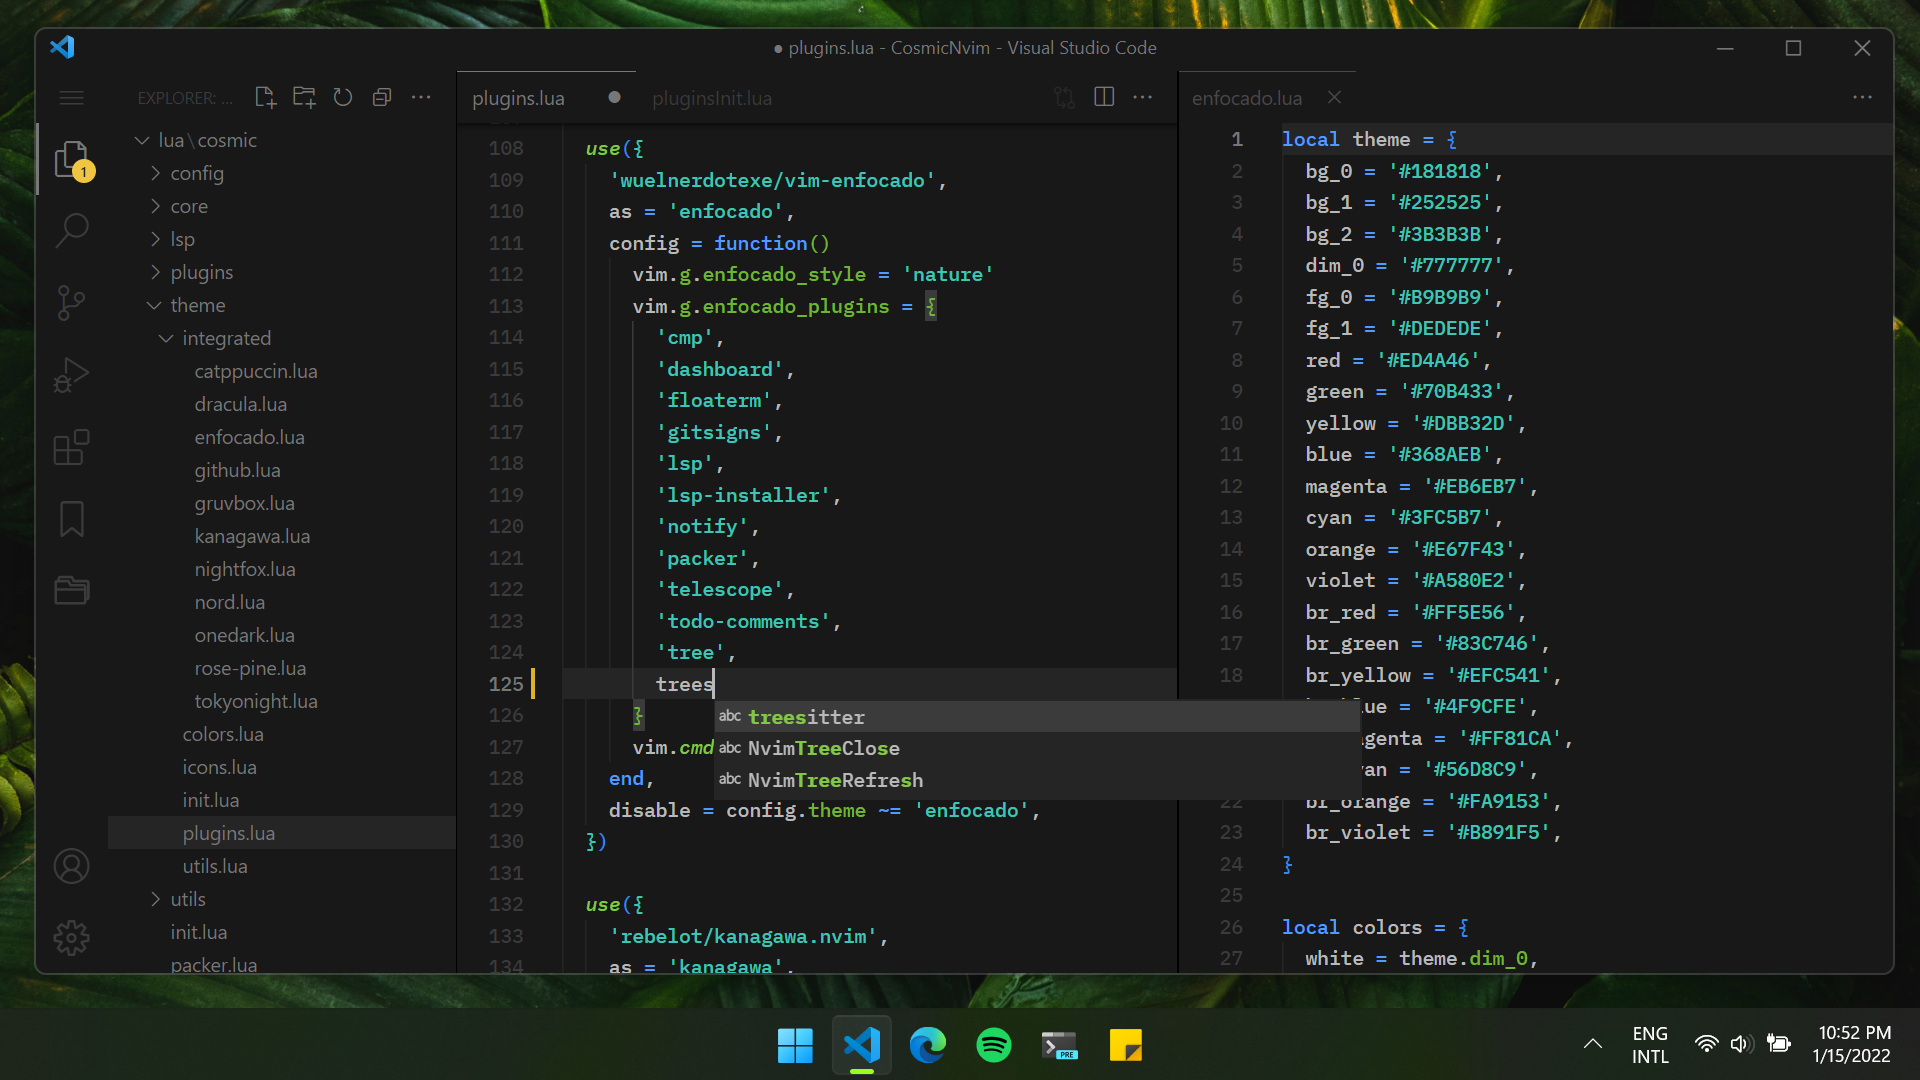 ● plugins.lua - CosmicNvim - Visual Studio Code
EXPLORER: ...
1
lua\cosmic
config
core
lsp
plugins
theme
integrated
catppuccin.lua
dracula.lua
enfocado.lua
github.lua
gruvbox.lua
kanagawa.lua
nightfox.lua
nord.lua
onedark.lua
rose-pine.lua
tokyonight.lua
colors.lua
icons.lua
init.lua
plugins.lua
utils.lua
utils
init.lua
packer.lua
plugins.lua ● pluginsInit.lua
108 use({
109 'wuelnerdotexe/vim-enfocado',
110 as = 'enfocado',
111 config = function()
112 vim.g.enfocado_style = 'nature'
113 vim.g.enfocado_plugins = {
114 'cmp',
115 'dashboard',
116 'floaterm',
117 'gitsigns',
118 'lsp',
119 'lsp-installer',
120 'notify',
121 'packer',
122 'telescope',
123 'todo-comments',
124 'tree',
125 trees
126 }
127 vim.cmd
128 end,
129 disable = config.theme ~= 'enfocado',
130 })
131
132 use({
133 'rebelot/kanagawa.nvim',
134 as = 'kanagawa',
abc treesitter
abc NvimTreeClose
abc NvimTreeRefresh
enfocado.lua
1 local theme = {
2 bg_0 = '#181818',
3 bg_1 = '#252525',
4 bg_2 = '#3B3B3B',
5 dim_0 = '#777777',
6 fg_0 = '#B9B9B9',
7 fg_1 = '#DEDEDE',
8 red = '#ED4A46',
9 green = '#70B433',
10 yellow = '#DBB32D',
11 blue = '#368AEB',
12 magenta = '#EB6EB7',
13 cyan = '#3FC5B7',
14 orange = '#E67F43',
15 violet = '#A580E2',
16 br_red = '#FF5E56',
17 br_green = '#83C746',
18 br_yellow = '#EFC541',
lue = '#4F9CFE',
agenta = '#FF81CA',
yan = '#56D8C9',
22 br_orange = '#FA9153',
23 br_violet = '#B891F5',
24 }
25
26 local colors = {
27 white = theme.dim_0,
PRE
ENG
INTL
10:52 PM
1/15/2022